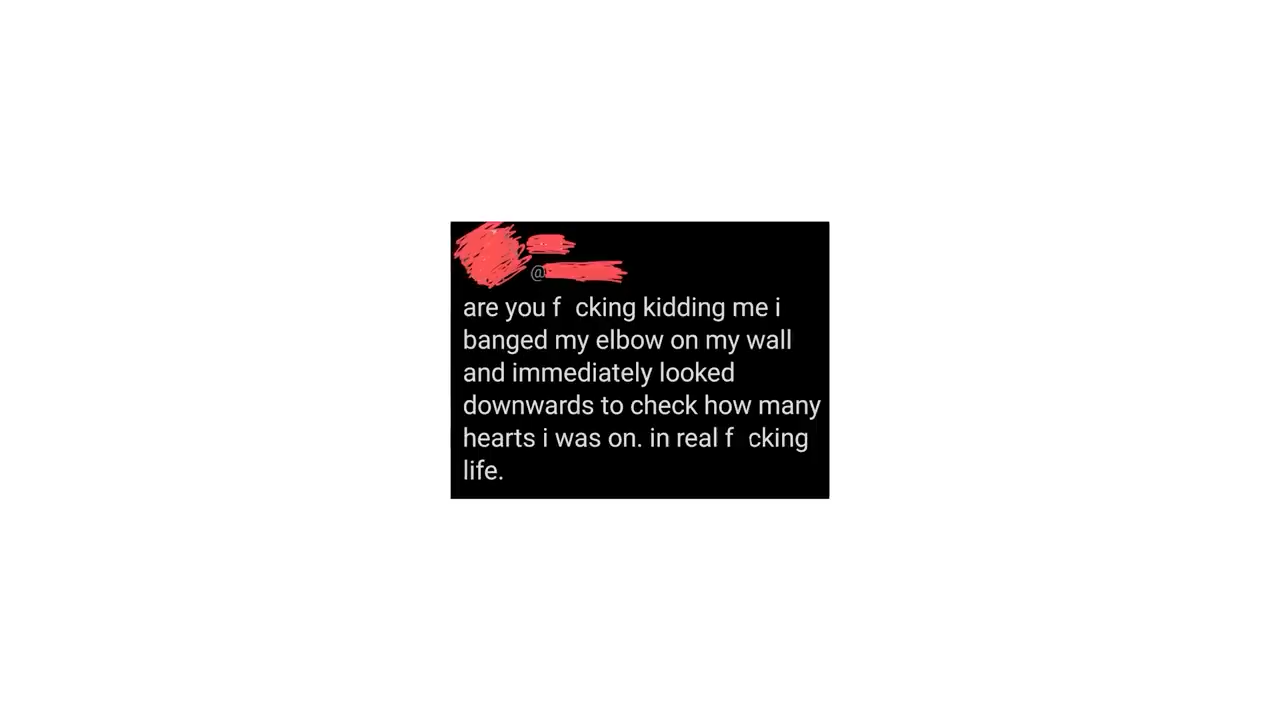 @
are you f cking kidding me i
banged my elbow on my wall
and immediately looked
downwards to check how many
hearts i was on. in real f cking
life.